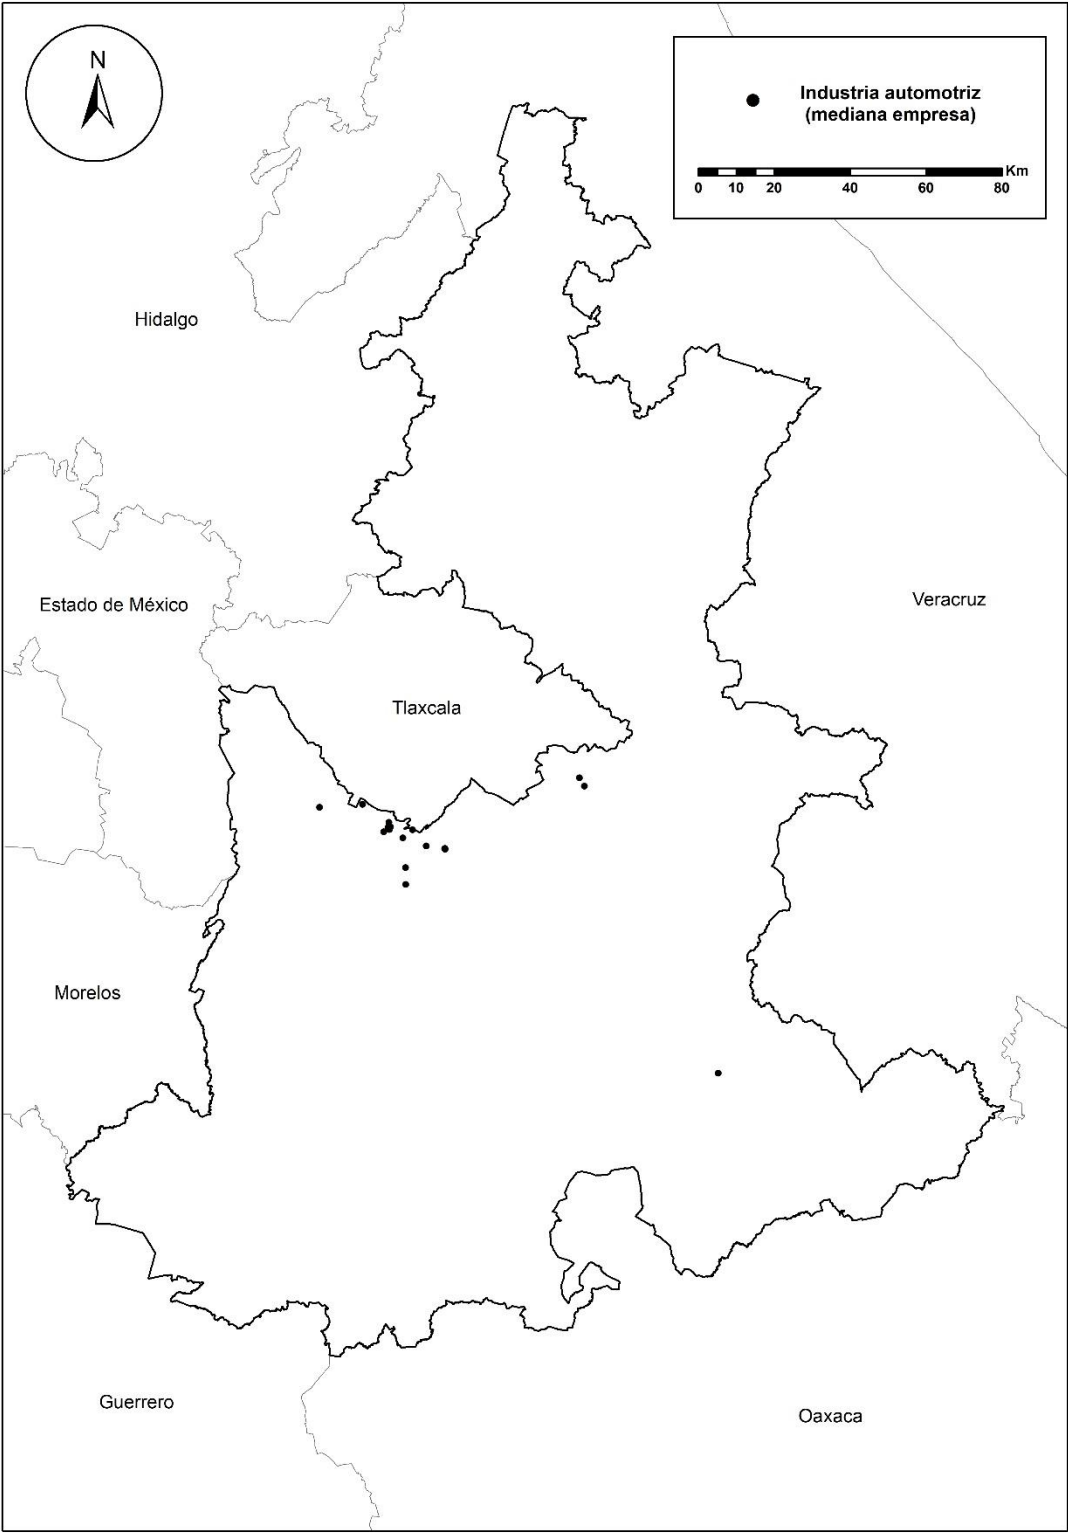 N
Industria automotriz
(mediana empresa)
Km
0 10 20 40 60 80
Hidalgo
Estado de México
Veracruz
Tlaxcala
Morelos
Guerrero
Oaxaca